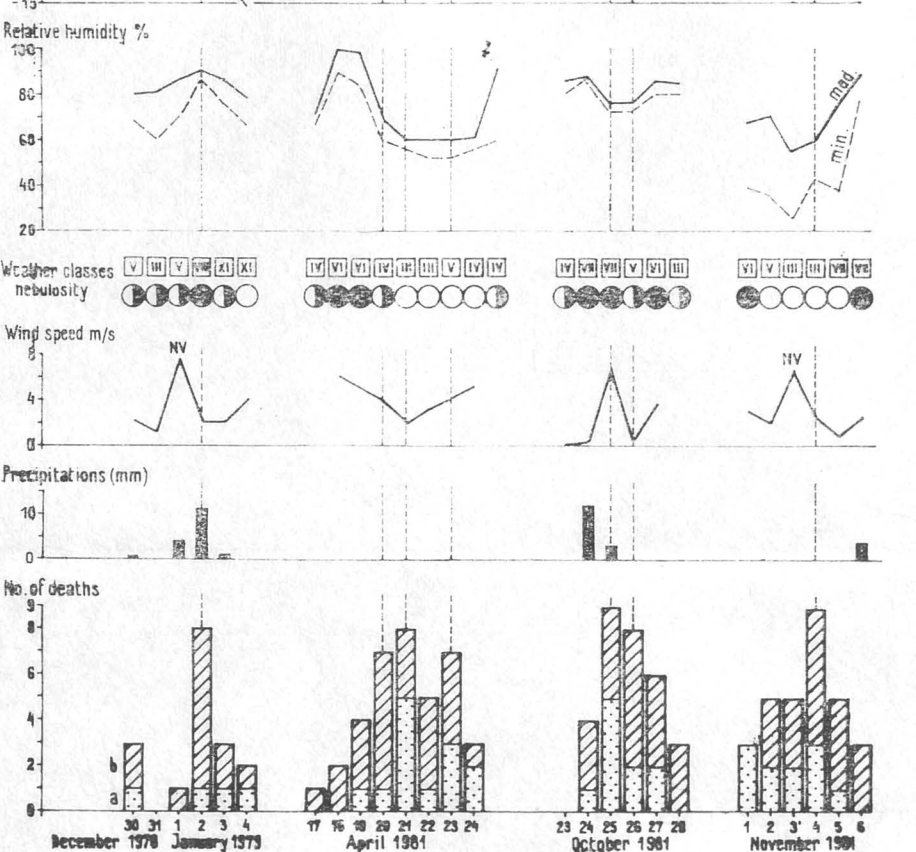 -15
Relative humidity %
100
80
60
40
20
mad.
min.
Weather classes V III V VIII XI XI IV VI VI IV III III V IV IV IV VII VII V VI III VI V III III VII VII
nebulosity
Wind speed m/s
8
4
0
NV
NV
Precipitations (mm)
10
0
No. of deaths
9
8
6
4
2
0
b
a
30 31 1 2 3 4 17 18 19 20 21 22 23 24 23 24 25 26 27 28 1 2 3 4 5 6
December 1978 January 1979 April 1981 October 1981 November 1981